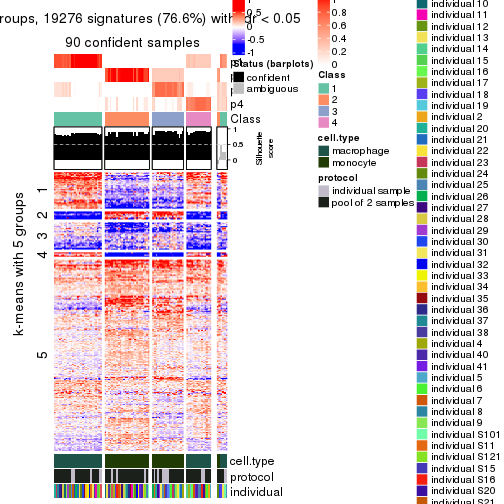 roups, 19276 signatures (76.6%) with
r < 0.05
90 confident samples
p4
Class
1
0.5
0
Silhouette
score
k-means with 5 groups
1
2
3
4
5
cell.type
protocol
individual
0
-0.5
-1
Status (barplots)
confident
ambiguous
0.8
0.6
0.4
0.2
0
Class
1
2
3
4
cell.type
macrophage
monocyte
protocol
individual sample
pool of 2 samples
individual 10
individual 11
individual 12
individual 13
individual 14
individual 15
individual 16
individual 17
individual 18
individual 19
individual 2
individual 20
individual 21
individual 22
individual 23
individual 24
individual 25
individual 26
individual 27
individual 28
individual 29
individual 30
individual 31
individual 32
individual 33
individual 34
individual 35
individual 36
individual 37
individual 38
individual 4
individual 40
individual 41
individual 5
individual 6
individual 7
individual 8
individual 9
individual S101
individual S11
individual S121
individual S15
individual S16
individual S20
individual S21